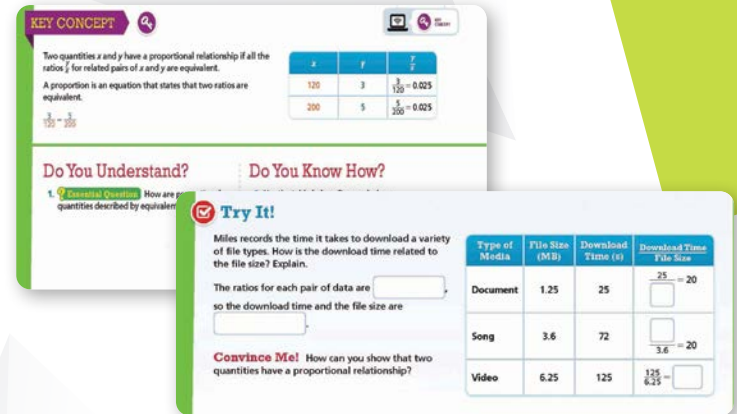 KEY CONCEPT
Two quantities x and y have a proportional relationship if all the
ratios y/x for related pairs of x and y are equivalent.
A proportion is an equation that states that two ratios are
equivalent.
x y y/x
120 3 3/120 = 0.025
200 5 5/200 = 0.025
Do You Understand?
Do You Know How?
1. Essential Question How are
quantities described by
Try It!
Miles records the time it takes to download a variety
of file types. How is the download time related to
the file size? Explain.
The ratios for each pair of data are ,
so the download time and the file size are
.
Convince Me! How can you show that two
quantities have a proportional relationship?
Type of Media File Size (MB) Download Time (s) Download Time/File Size
Document 1.25 25 25/ = 20
Song 3.6 72 /3.6 = 20
Video 6.25 125 125/6.25 =